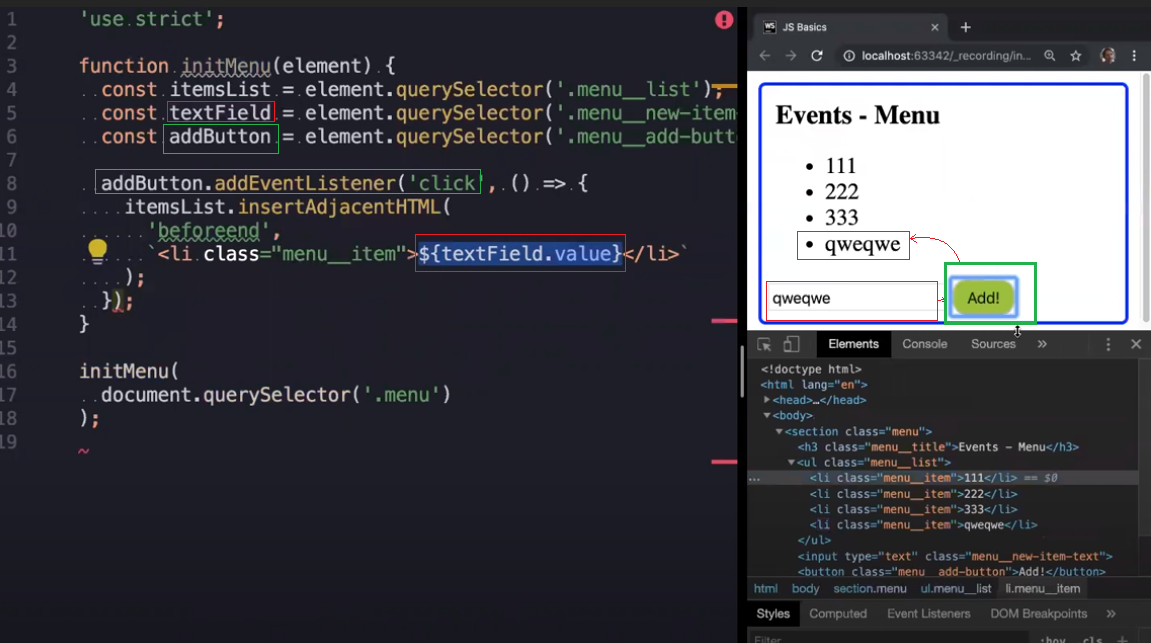 1 'use strict';
2
3 function initMenu(element) {
4 const itemsList = element.querySelector('.menu__list');
5 const textField = element.querySelector('.menu__new-item-
6 const addButton = element.querySelector('.menu__add-butt
7
8 addButton.addEventListener('click', () => {
9 itemsList.insertAdjacentHTML(
10 'beforeend',
11 `<li class="menu__item">${textField.value}</li>`
12 );
13 });
14 }
15
16 initMenu(
17 document.querySelector('.menu')
18 );
19
~
WS JS Basics × +
localhost:63342/_recording/in...
Events - Menu
• 111
• 222
• 333
• qweqwe
qweqwe Add!
Elements Console Sources »
<!doctype html>
<html lang="en">
<head>…</head>
<body>
<section class="menu">
<h3 class="menu__title">Events – Menu</h3>
<ul class="menu__list">
... <li class="menu__item">111</li> == $0
<li class="menu__item">222</li>
<li class="menu__item">333</li>
<li class="menu__item">qweqwe</li>
</ul>
<input type="text" class="menu__new-item-text">
<button class="menu__add-button">Add!</button>
html body section.menu ul.menu__list li.menu__item
Styles Computed Event Listeners DOM Breakpoints »
Filter :hov .cls +